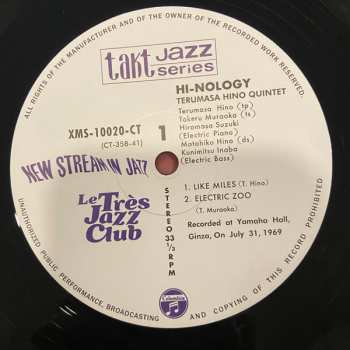 ALL RIGHTS OF THE MANUFACTURER AND OF THE OWNER OF THE RECORDED WORK RESERVED.
takt jazz
series
XMS-10020-CT
(CT-358-41)
1
HI-NOLOGY
TERUMASA HINO QUINTET
Terumasa Hino (tp)
Takeru Muraoka (ts)
Hiromasa Suzuki
(Electric Piano)
Motohiko Hino (ds)
Kunimitsu Inaba
(Electric Bass)
NEW STREAM IN JAZZ
Le Très
Jazz
Club
STEREO 33 1/3 RPM
1. LIKE MILES (T. Hino)
2. ELECTRIC ZOO
(T. Muraoka)
Recorded at Yamaha Hall,
Ginza, On July 31, 1969
Columbia
UNAUTHORIZED PUBLIC PERFORMANCE, BROADCASTING AND COPYING OF THIS RECORD PROHIBITED.